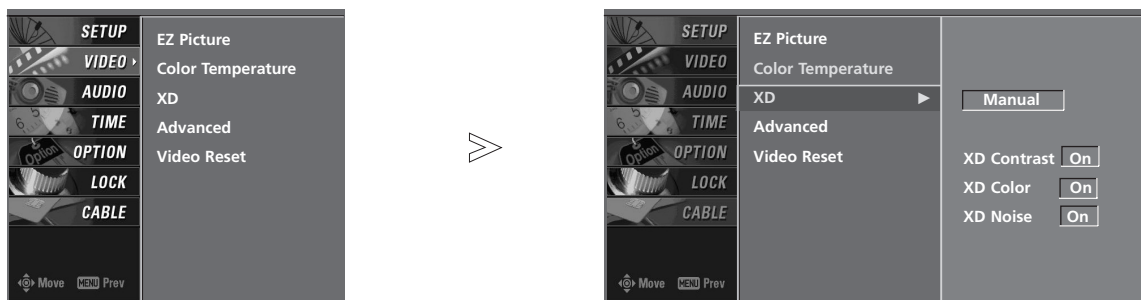 SETUP
VIDEO
AUDIO
TIME
Option OPTION
LOCK
CABLE
Move MENU Prev
EZ Picture
Color Temperature
XD
Advanced
Video Reset
SETUP
VIDEO
AUDIO
TIME
Option OPTION
LOCK
CABLE
Move MENU Prev
EZ Picture
Color Temperature
XD
Advanced
Video Reset
Manual
XD Contrast On
XD Color On
XD Noise On